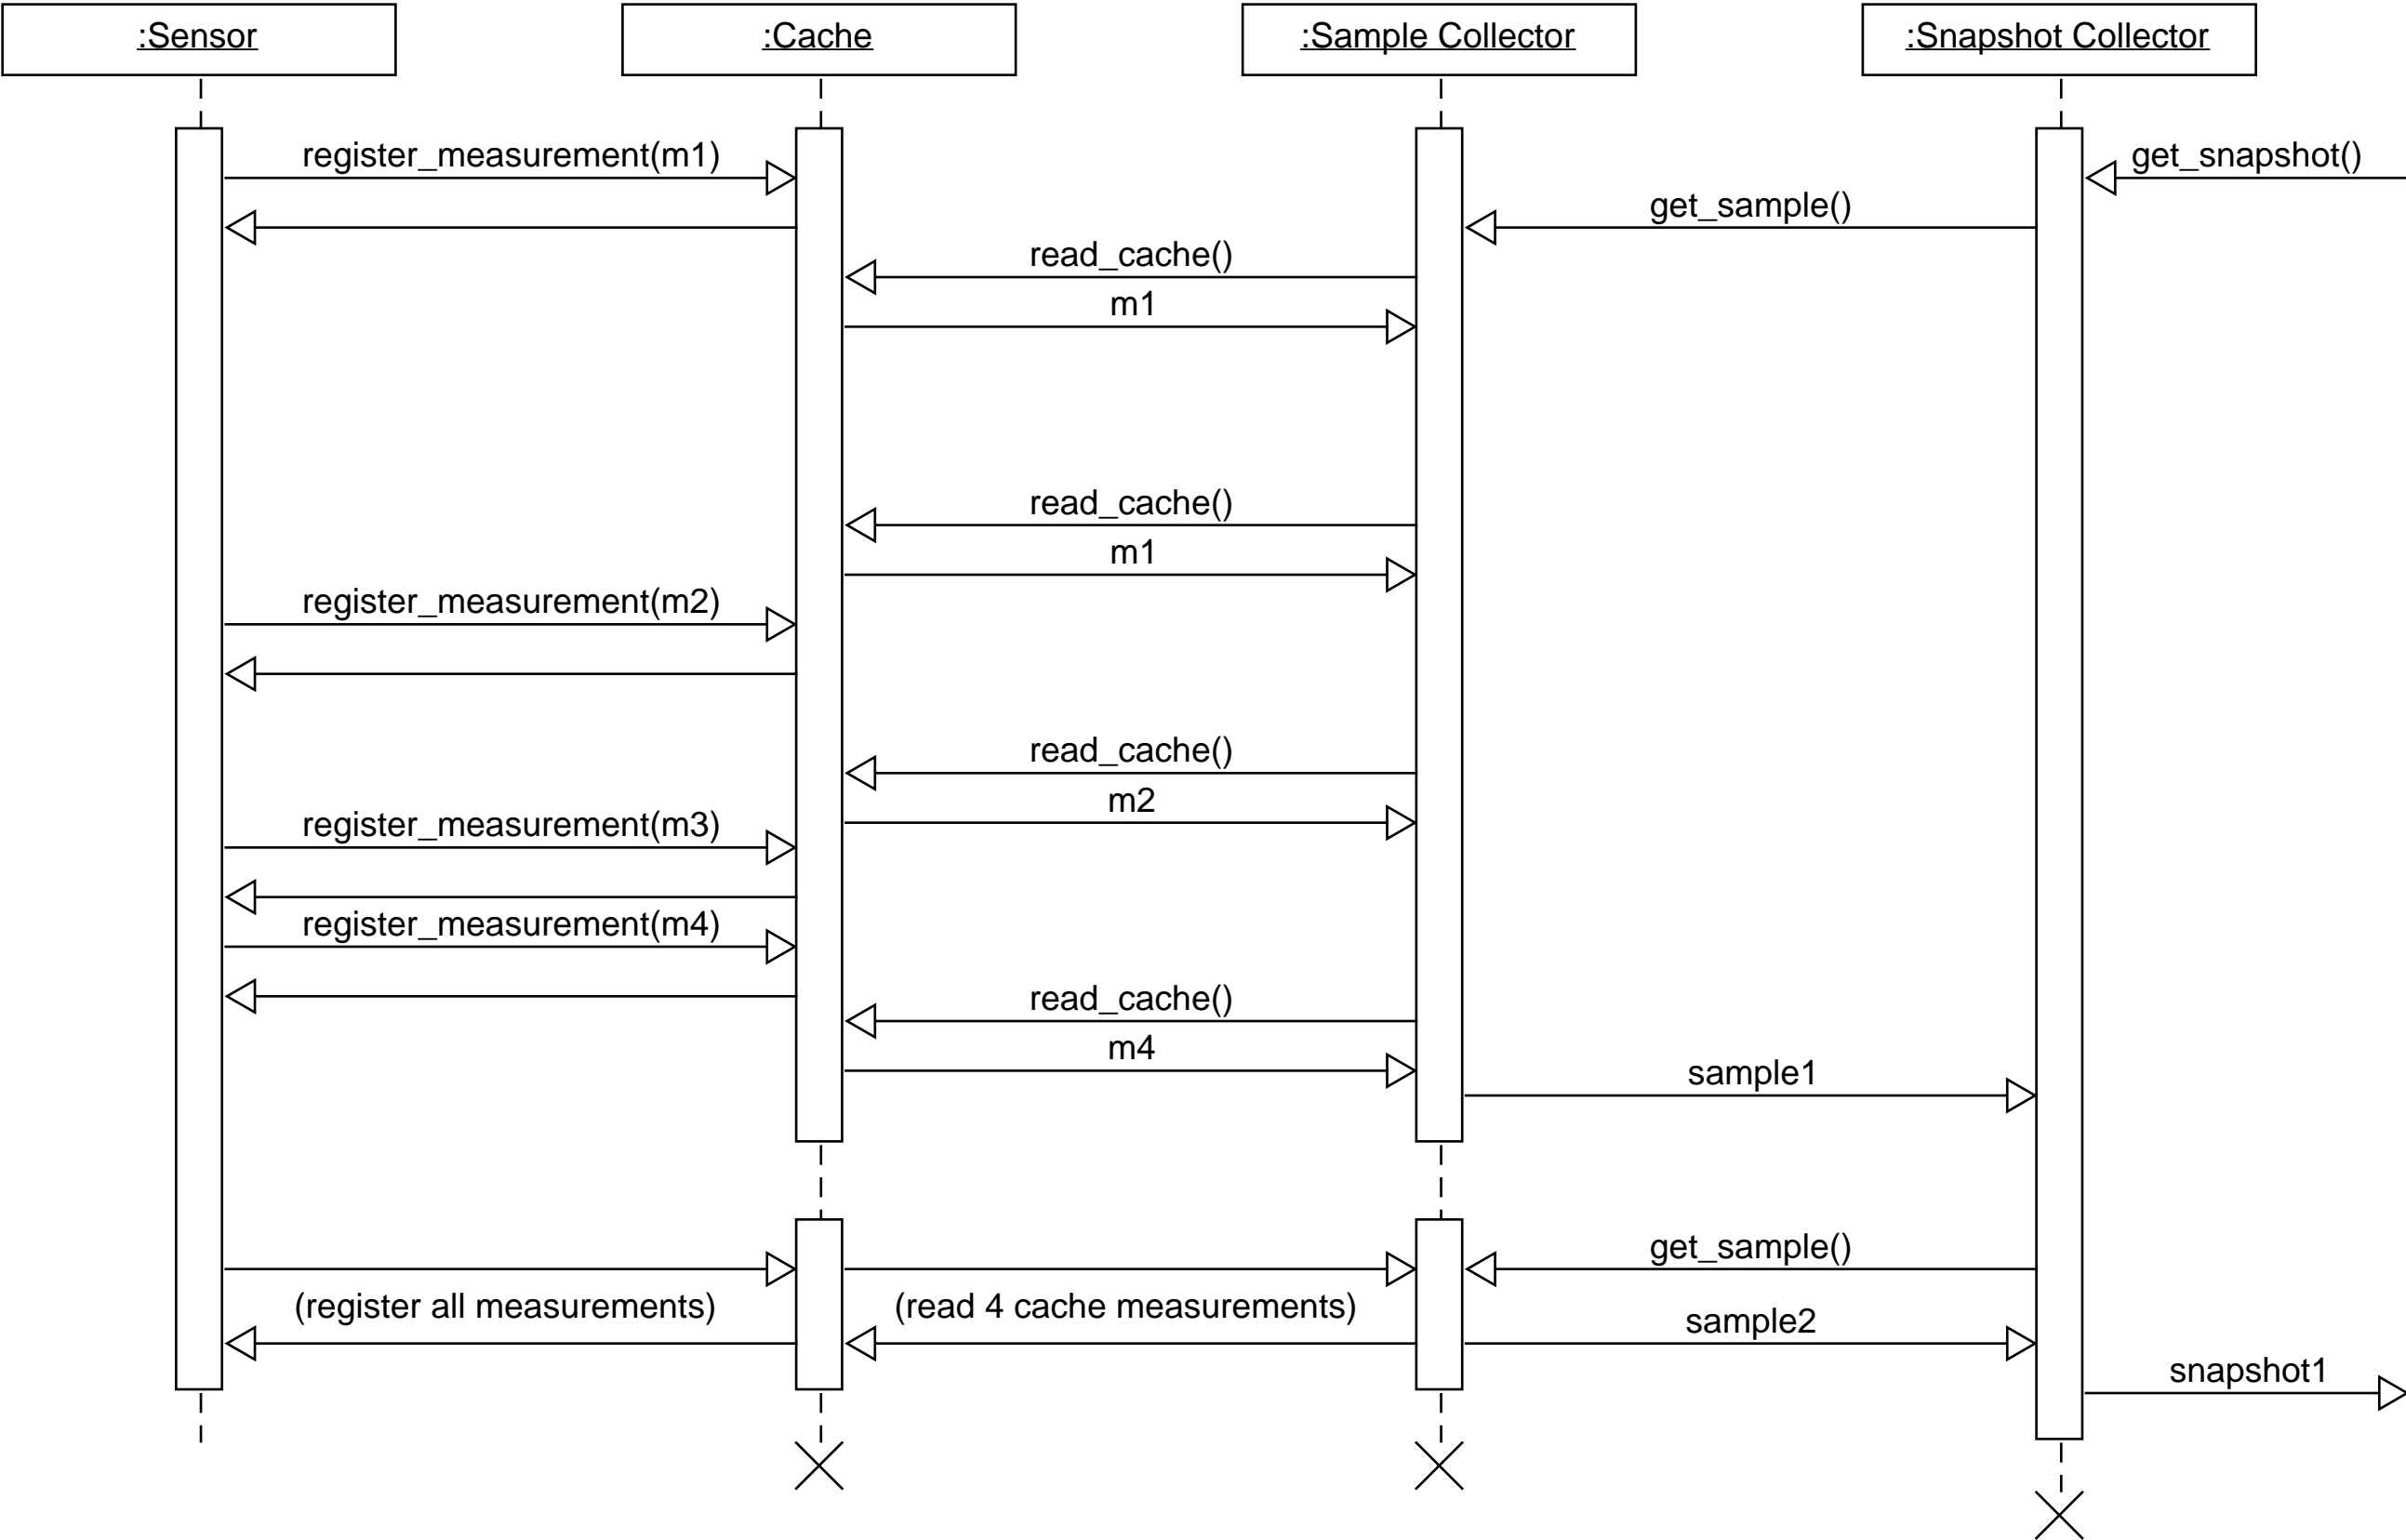 :Sensor
:Cache
:Sample Collector
:Snapshot Collector
register_measurement(m1)
get_snapshot()
get_sample()
read_cache()
m1
read_cache()
m1
register_measurement(m2)
read_cache()
m2
register_measurement(m3)
register_measurement(m4)
read_cache()
m4
sample1
get_sample()
(register all measurements)
(read 4 cache measurements)
sample2
snapshot1